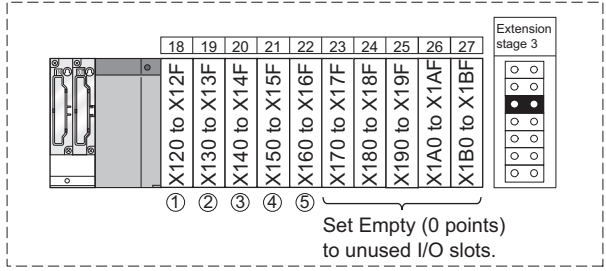 Extension
stage 3
18 19 20 21 22 23 24 25 26 27
X120 to X12F
X130 to X13F
X140 to X14F
X150 to X15F
X160 to X16F
X170 to X17F
X180 to X18F
X190 to X19F
X1A0 to X1AF
X1B0 to X1BF
① ② ③ ④ ⑤
Set Empty (0 points)
to unused I/O slots.